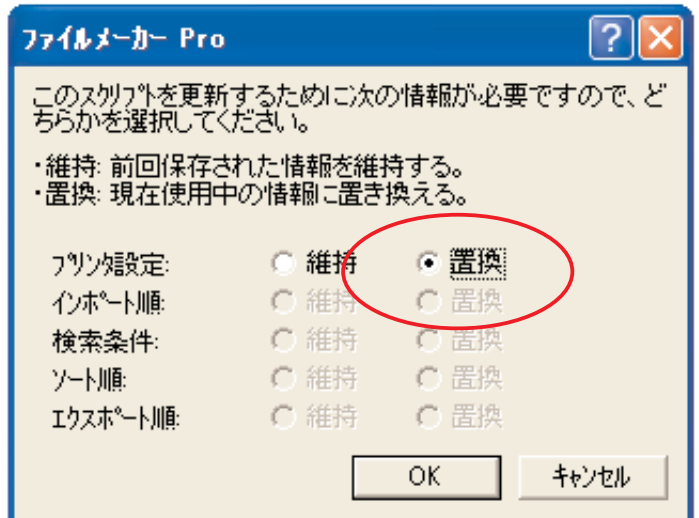 ファイルメーカー Pro
このスクリプトを更新するために次の情報が必要ですので、ど
ちらかを選択してください。
・維持: 前回保存された情報を維持する。
・置換: 現在使用中の情報に置き換える。
プリンタ設定: 維持 置換
インポート順: 維持 置換
検索条件: 維持 置換
ソート順: 維持 置換
エクスポート順: 維持 置換
OK キャンセル